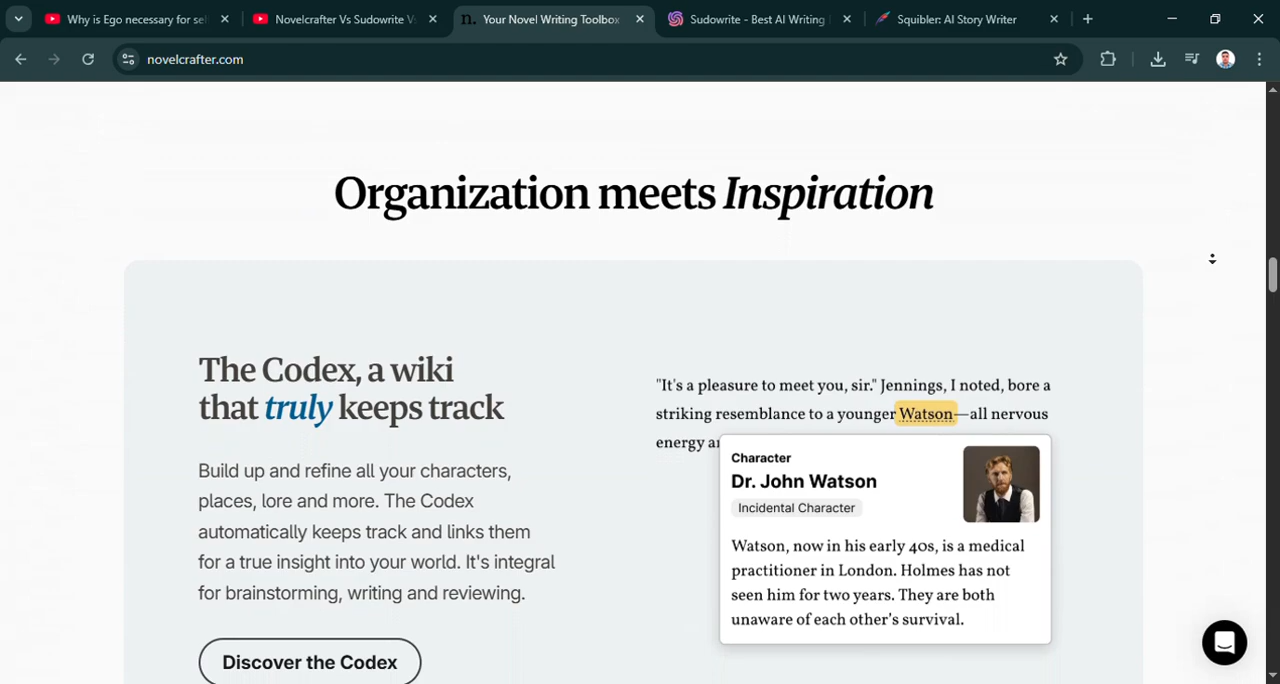 Why is Ego necessary for sel
Novelcrafter Vs Sudowrite Vs
n. Your Novel Writing Toolbox
Sudowrite - Best AI Writing
Squibler: AI Story Writer
novelcrafter.com
Organization meets Inspiration
The Codex, a wiki
that truly keeps track
Build up and refine all your characters,
places, lore and more. The Codex
automatically keeps track and links them
for a true insight into your world. It's integral
for brainstorming, writing and reviewing.
Discover the Codex
"It's a pleasure to meet you, sir." Jennings, I noted, bore a
striking resemblance to a younger Watson—all nervous
energy
Character
Dr. John Watson
Incidental Character
Watson, now in his early 40s, is a medical
practitioner in London. Holmes has not
seen him for two years. They are both
unaware of each other's survival.